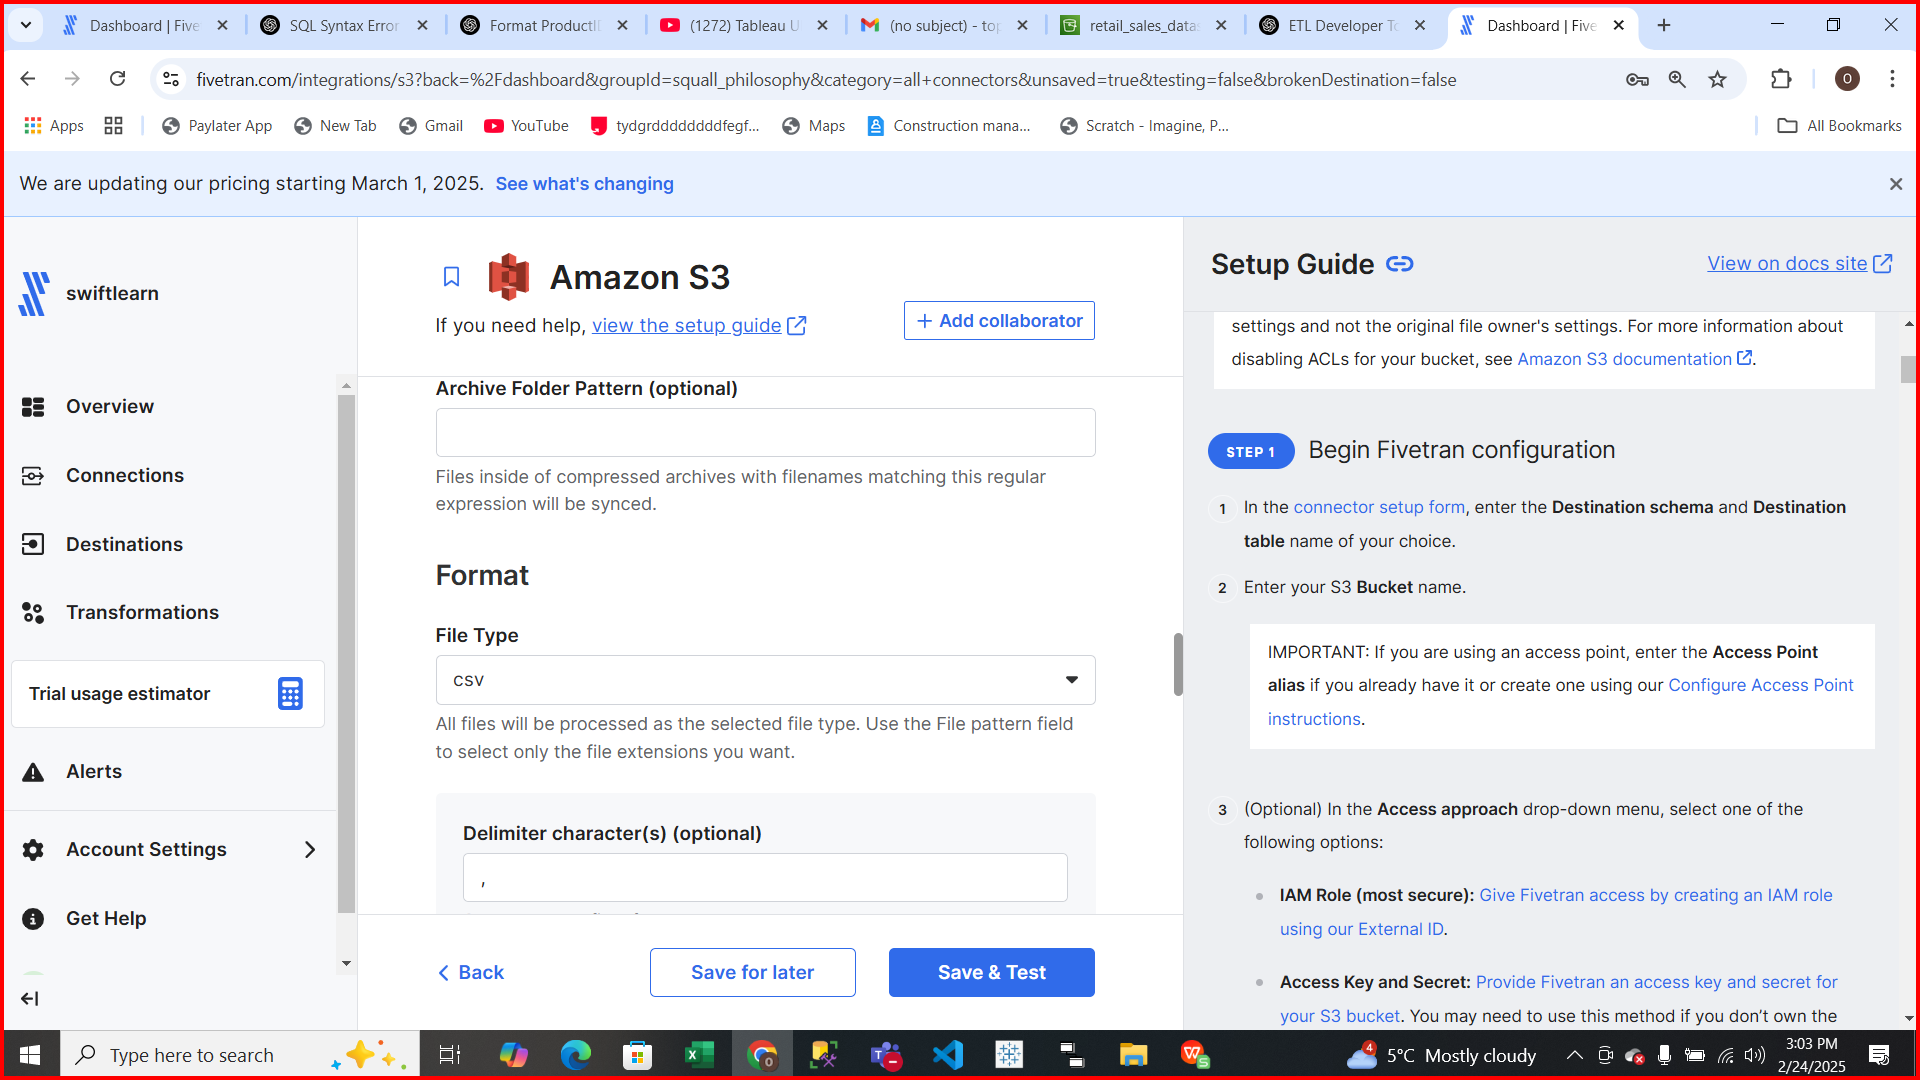 Dashboard | Five
SQL Syntax Error
Format ProductI
(1272) Tableau U
(no subject) - top
retail_sales_datas
ETL Developer To
Dashboard | Five
fivetran.com/integrations/s3?back=%2Fdashboard&groupId=squall_philosophy&category=all+connectors&unsaved=true&testing=false&brokenDestination=false
O
Apps
Paylater App
New Tab
Gmail
YouTube
tydgrdddddddfegf...
Maps
Construction mana...
Scratch - Imagine, P...
All Bookmarks
We are updating our pricing starting March 1, 2025. See what's changing
swiftlearn
Overview
Connections
Destinations
Transformations
Trial usage estimator
Alerts
Account Settings
Get Help
Amazon S3
If you need help, view the setup guide
+ Add collaborator
Archive Folder Pattern (optional)
Files inside of compressed archives with filenames matching this regular
expression will be synced.
Format
File Type
csv
All files will be processed as the selected file type. Use the File pattern field
to select only the file extensions you want.
Delimiter character(s) (optional)
,
Back
Save for later
Save & Test
Setup Guide
View on docs site
settings and not the original file owner's settings. For more information about
disabling ACLs for your bucket, see Amazon S3 documentation.
STEP 1 Begin Fivetran configuration
1 In the connector setup form, enter the Destination schema and Destination
table name of your choice.
2 Enter your S3 Bucket name.
IMPORTANT: If you are using an access point, enter the Access Point
alias if you already have it or create one using our Configure Access Point
instructions.
3 (Optional) In the Access approach drop-down menu, select one of the
following options:
IAM Role (most secure): Give Fivetran access by creating an IAM role
using our External ID.
Access Key and Secret: Provide Fivetran an access key and secret for
your S3 bucket. You may need to use this method if you don't own the
Type here to search
4
5°C Mostly cloudy
3:03 PM
2/24/2025